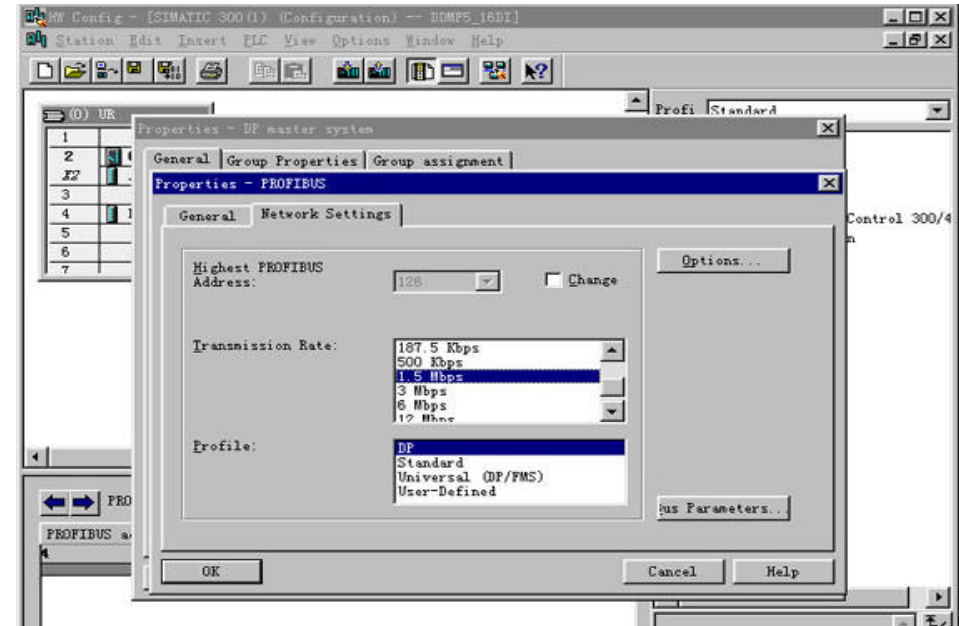 HW Config - [SIMATIC 300(1) (Configuration) -- DDMP5_16DI]
Station Edit Insert PLC View Options Window Help
(0) UR
Profi Standard
1
2
X2
3
4
5
6
7
Properties - DP master system
General Group Properties Group assignment
Properties - PROFIBUS
General Network Settings
Control 300/4
n
Highest PROFIBUS
Address:
126
Change
Options...
Transmission Rate:
187.5 Kbps
500 Kbps
1.5 Mbps
3 Mbps
6 Mbps
12 Mbps
Profile:
DP
Standard
Universal (DP/FMS)
User-Defined
PRO
us Parameters..
PROFIBUS a
OK Cancel Help